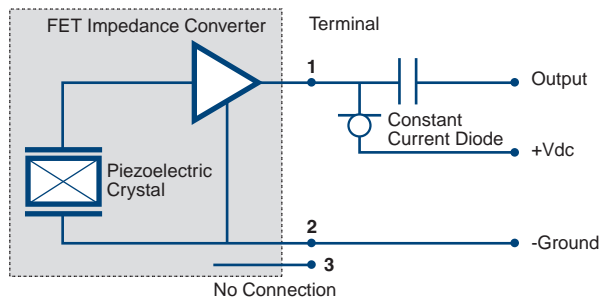 FET Impedance Converter
Terminal
1
Output
Constant
Current Diode
+Vdc
Piezoelectric
Crystal
2
-Ground
3
No Connection